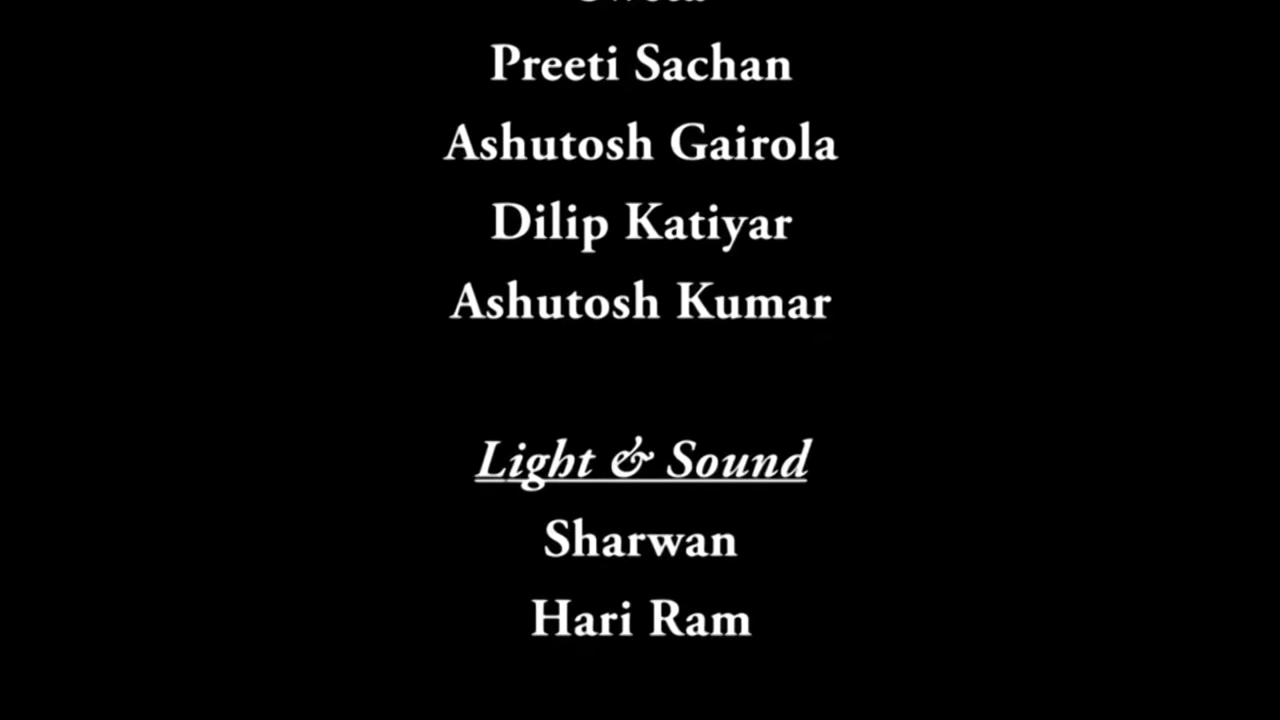 Preeti Sachan
Ashutosh Gairola
Dilip Katiyar
Ashutosh Kumar
Light & Sound
Sharwan
Hari Ram